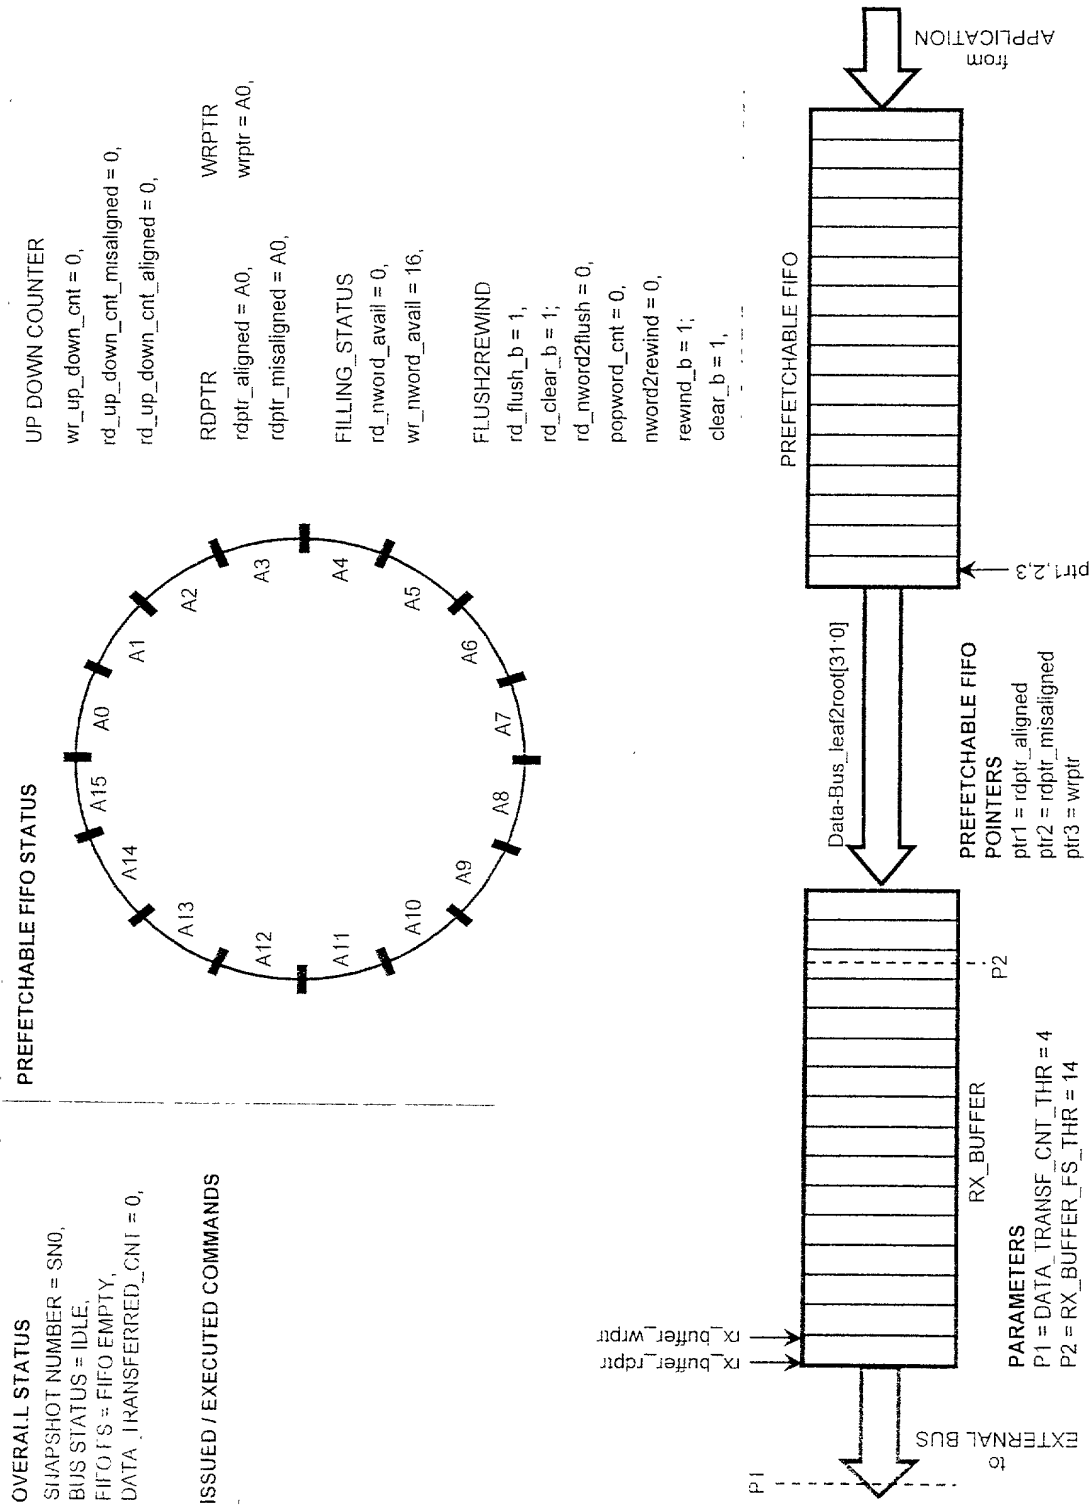 OVERALL STATUS
SNAPSHOT NUMBER = SN0,
BUS STATUS = IDLE,
FIFO FS = FIFO EMPTY,
DATA_TRANSFERRED_CNT = 0,
ISSUED / EXECUTED COMMANDS
PREFETCHABLE FIFO STATUS
A0
A1
A2
A3
A4
A5
A6
A7
A8
A9
A10
A11
A12
A13
A14
A15
UP DOWN COUNTER
wr_up_down_cnt = 0,
rd_up_down_cnt_misaligned = 0,
rd_up_down_cnt_aligned = 0,
RDPTR
rdptr_aligned = A0,
rdptr_misaligned = A0,
WRPTR
wrptr = A0,
FILLING_STATUS
rd_nword_avail = 0,
wr_nword_avail = 16,
FLUSH2REWIND
rd_flush_b = 1,
rd_clear_b = 1;
rd_nword2flush = 0,
popword_cnt = 0,
nword2rewind = 0,
rewind_b = 1;
clear_b = 1,
P1
to
EXTERNAL BUS
rx_buffer_rdptr
rx_buffer_wrptr
RX_BUFFER
P2
Data-Bus_leaf2root[31:0]
PREFETCHABLE FIFO
ptr1,2,3
from
APPLICATION
PARAMETERS
P1 = DATA_TRANSF_CNT_THR = 4
P2 = RX_BUFFER_FS_THR = 14
PREFETCHABLE FIFO
POINTERS
ptr1 = rdptr_aligned
ptr2 = rdptr_misaligned
ptr3 = wrptr